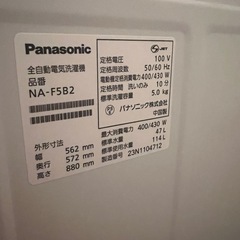 Panasonic
全自動電気洗濯機
品番
NA-F5B2
外形寸法 幅 562 mm
奥行 572 mm
高さ 880 mm
JET
定格電圧 100 V
定格周波数 50/60 Hz
電動機定格消費電力 400/430 W
定格時間 洗いのみ 10 分
標準洗濯容量 5.0 kg
パナソニック株式会社
中国製
最大消費電力 400/430 W
標準水量 47 L
標準使用水量 114 L
製造番号 23N1104712